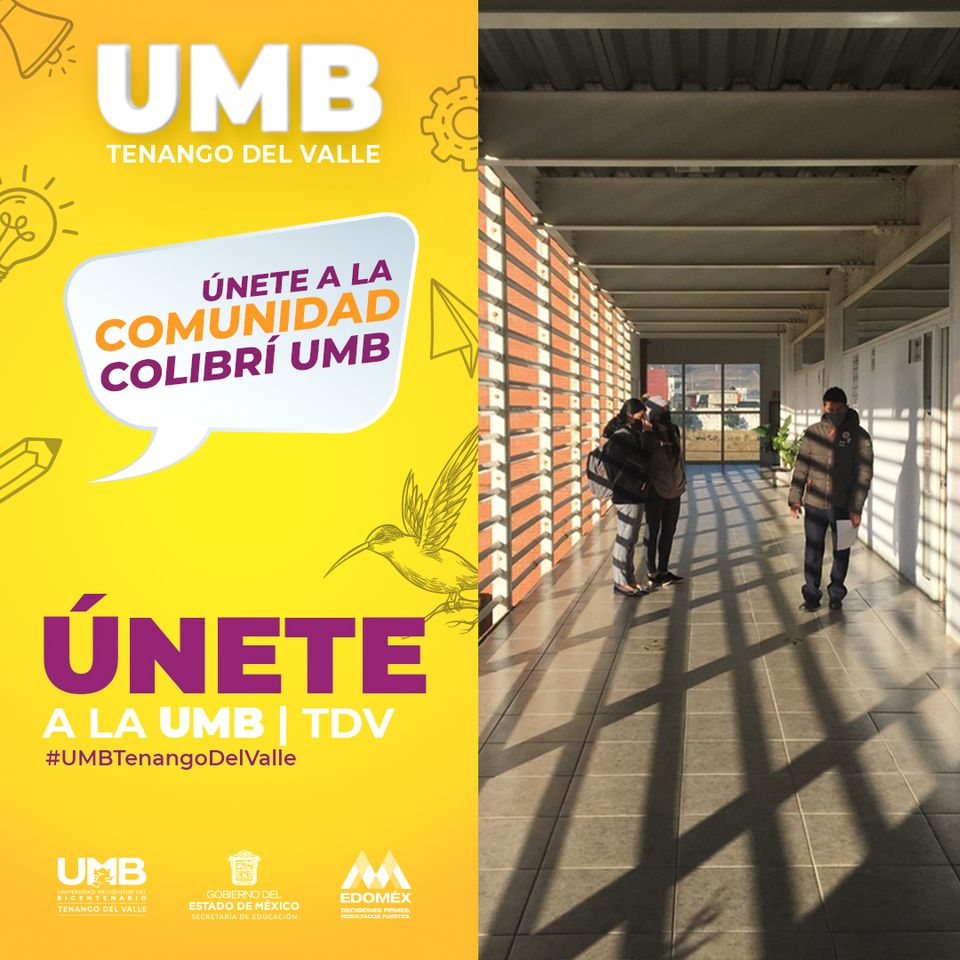 UMB
TENANGO DEL VALLE
ÚNETE A LA
COMUNIDAD
COLIBRÍ UMB
ÚNETE
A LA UMB | TDV
#UMBTenangoDelValle
UMB
UNIVERSIDAD MEXIQUENSE DEL
BICENTENARIO
TENANGO DEL VALLE
GOBIERNO DEL
ESTADO DE MÉXICO
SECRETARÍA DE EDUCACIÓN
EDOMÉX
DECISIONES FIRMES,
RESULTADOS FUERTES.